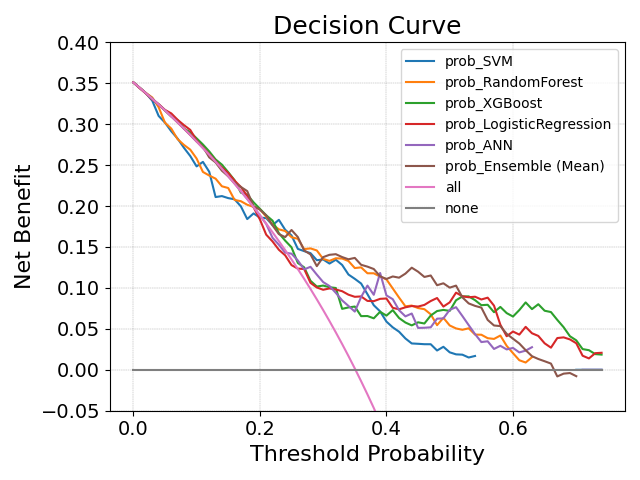 Decision Curve
0.40
0.35
0.30
0.25
0.20
0.15
0.10
0.05
0.00
−0.05
Net Benefit
prob_SVM
prob_RandomForest
prob_XGBoost
prob_LogisticRegression
prob_ANN
prob_Ensemble (Mean)
all
none
0.0 0.2 0.4 0.6
Threshold Probability